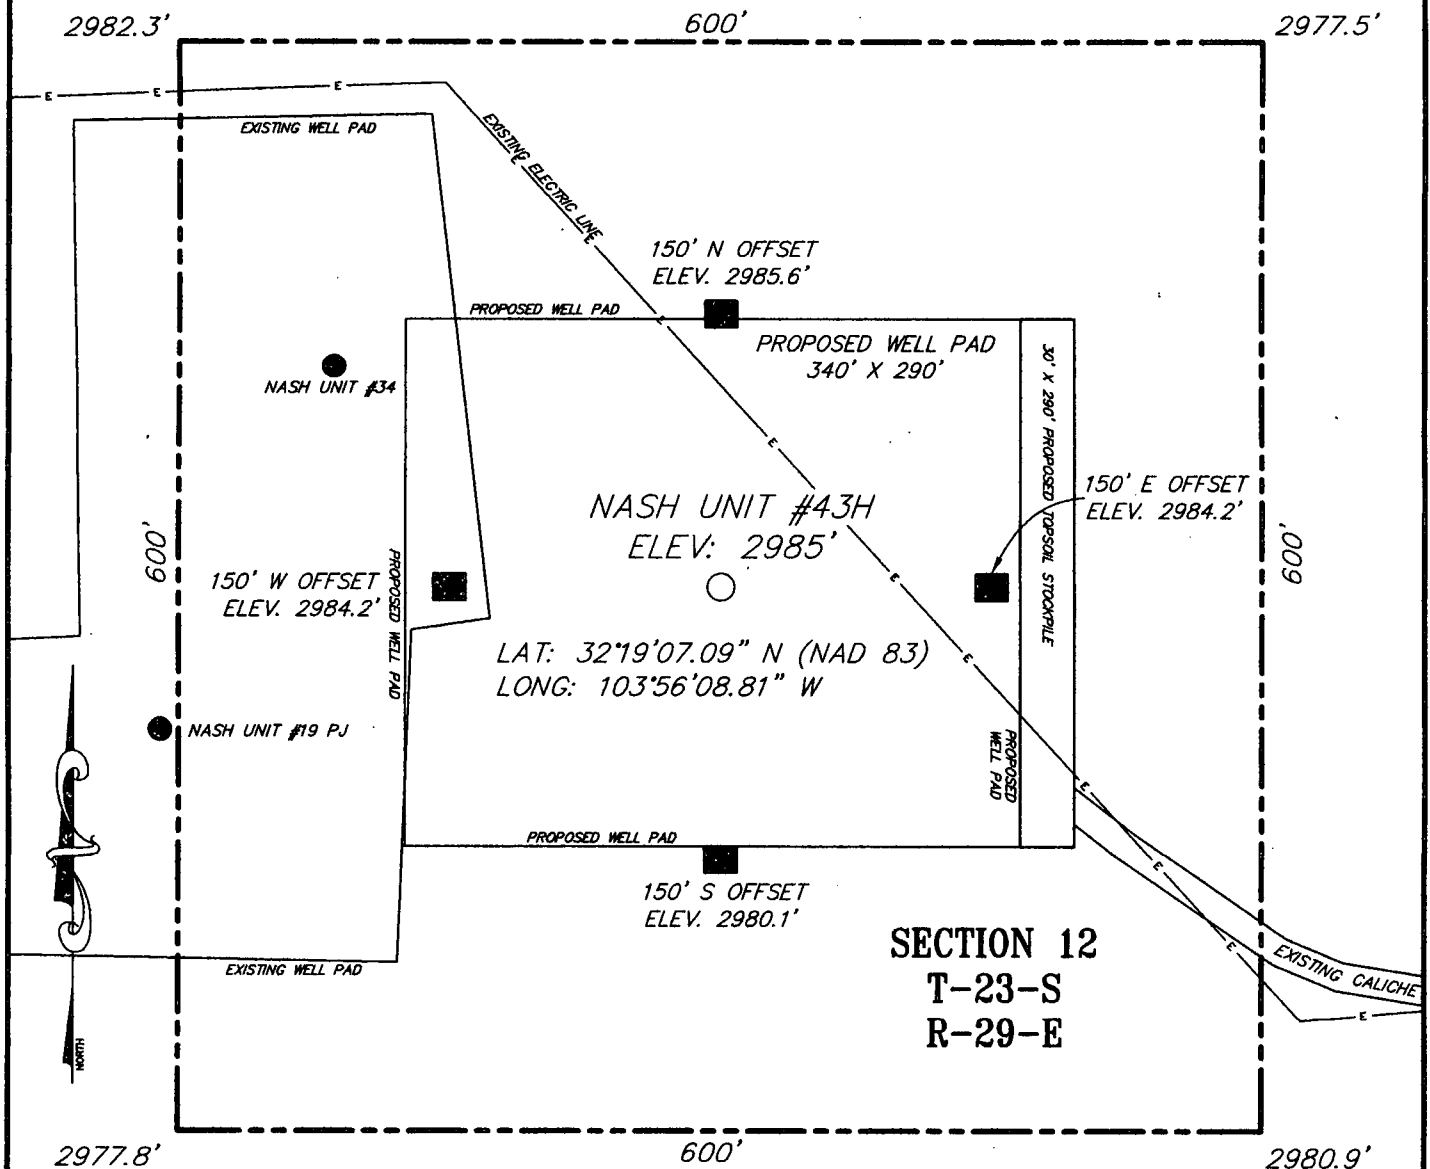 2982.3'
600'
2977.5'
E
E
E
EXISTING WELL PAD
EXISTING ELECTRIC LINE
E
E
150' N OFFSET
ELEV. 2985.6'
PROPOSED WELL PAD
E
PROPOSED WELL PAD
340' X 290'
30' X 290' PROPOSED TOPSOIL STOCKPILE
NASH UNIT #34
E
150' E OFFSET
ELEV. 2984.2'
NASH UNIT #43H
ELEV: 2985'
600'
600'
150' W OFFSET
ELEV. 2984.2'
PROPOSED WELL PAD
E
LAT: 32°19'07.09" N (NAD 83)
LONG: 103°56'08.81" W
E
NASH UNIT #19 PJ
PROPOSED
WELL PAD
E
PROPOSED WELL PAD
E
150' S OFFSET
ELEV. 2980.1'
SECTION 12
T-23-S
R-29-E
E
EXISTING WELL PAD
EXISTING CALICHE
E
NORTH
2977.8'
600'
2980.9'